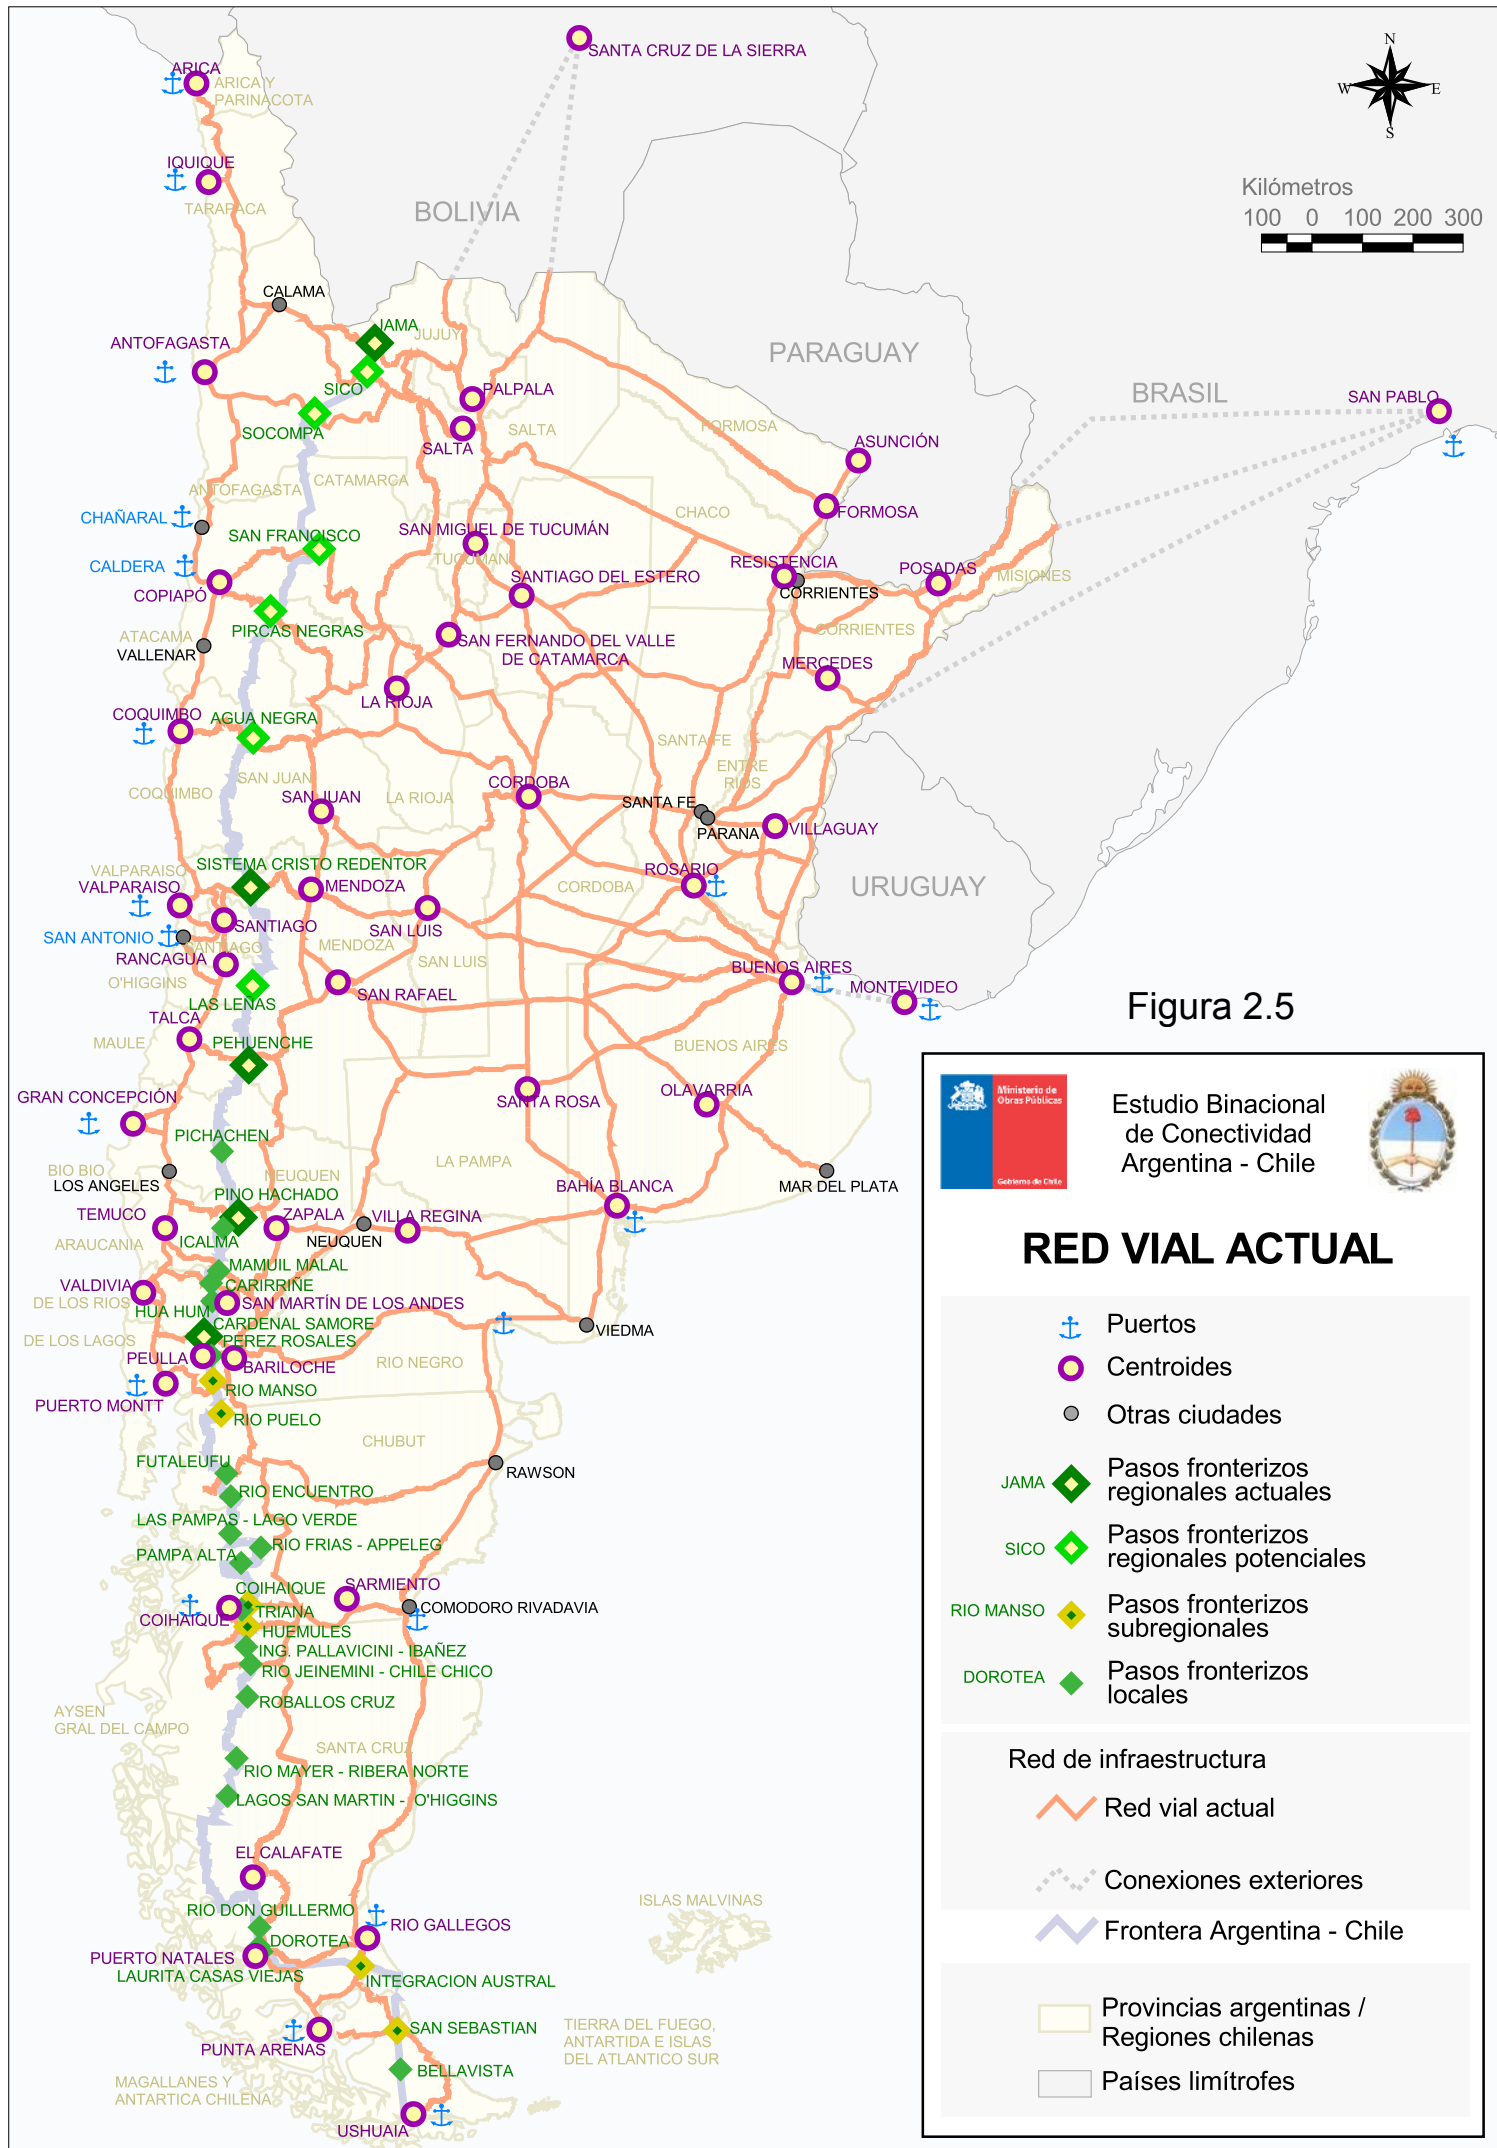 SANTA CRUZ DE LA SIERRA
N
W
E
S
ARICA
ARICA Y
PARINACOTA
IQUIQUE
TARAPACA
BOLIVIA
Kilómetros
100 0 100 200 300
CALAMA
JAMA
JUJUY
ANTOFAGASTA
PARAGUAY
BRASIL
SAN PABLO
SICO
PALPALA
SOCOMPA
SALTA
SALTA
FORMOSA
ASUNCIÓN
CATAMARCA
ANTOFAGASTA
CHAÑARAL
CHACO
FORMOSA
SAN FRANCISCO
SAN MIGUEL DE TUCUMÁN
TUCUMAN
CALDERA
RESISTENCIA
POSADAS
MISIONES
COPIAPÓ
SANTIAGO DEL ESTERO
CORRIENTES
PIRCAS NEGRAS
CORRIENTES
ATACAMA
VALLENAR
SAN FERNANDO DEL VALLE
DE CATAMARCA
MERCEDES
LA RIOJA
COQUIMBO
AGUA NEGRA
SANTA FE
ENTRE
RIOS
SAN JUAN
COQUIMBO
SAN JUAN
LA RIOJA
CORDOBA
SANTA FE
PARANA
VILLAGUAY
SISTEMA CRISTO REDENTOR
VALPARAISO
VALPARAISO
MENDOZA
ROSARIO
CORDOBA
URUGUAY
SANTIAGO
SAN LUIS
SAN ANTONIO
SANTIAGO
MENDOZA
RANCAGUA
SAN LUIS
BUENOS AIRES
O'HIGGINS
LAS LEÑAS
SAN RAFAEL
MONTEVIDEO
Figura 2.5
TALCA
MAULE
PEHUENCHE
BUENOS AIRES
GRAN CONCEPCIÓN
SANTA ROSA
OLAVARRIA
PICHACHEN
BIO BIO
LOS ANGELES
NEUQUEN
LA PAMPA
PINO HACHADO
BAHÍA BLANCA
MAR DEL PLATA
TEMUCO
ZAPALA
VILLA REGINA
ICALMA
NEUQUEN
ARAUCANIA
MAMUIL MALAL
VALDIVIA
CARIRRINE
DE LOS RIOS
HUA HUM
SAN MARTÍN DE LOS ANDES
CARDENAL SAMORE
VIEDMA
DE LOS LAGOS
PEREZ ROSALES
PEULLA
BARILOCHE
RIO NEGRO
RIO MANSO
PUERTO MONTT
RIO PUELO
CHUBUT
FUTALEUFU
RAWSON
RIO ENCUENTRO
LAS PAMPAS - LAGO VERDE
RIO FRIAS - APPELEG
PAMPA ALTA
COIHAIQUE
SARMIENTO
COIHAIQUE
TRIANA
COMODORO RIVADAVIA
HUEMULES
ING. PALLAVICINI - IBAÑEZ
RIO JEINEMINI - CHILE CHICO
ROBALLOS CRUZ
AYSEN
GRAL DEL CAMPO
SANTA CRUZ
RIO MAYER - RIBERA NORTE
LAGOS SAN MARTIN - O'HIGGINS
EL CALAFATE
RIO DON GUILLERMO
RIO GALLEGOS
ISLAS MALVINAS
DOROTEA
PUERTO NATALES
LAURITA CASAS VIEJAS
INTEGRACION AUSTRAL
SAN SEBASTIAN
TIERRA DEL FUEGO,
ANTARTIDA E ISLAS
DEL ATLANTICO SUR
PUNTA ARENAS
BELLAVISTA
MAGALLANES Y
ANTARTICA CHILENA
USHUAIA
Ministerio de
Obras Públicas
Gobierno de Chile
Estudio Binacional
de Conectividad
Argentina - Chile
RED VIAL ACTUAL
Puertos
Centroides
Otras ciudades
JAMA
Pasos fronterizos
regionales actuales
SICO
Pasos fronterizos
regionales potenciales
RIO MANSO
Pasos fronterizos
subregionales
DOROTEA
Pasos fronterizos
locales
Red de infraestructura
Red vial actual
Conexiones exteriores
Frontera Argentina - Chile
Provincias argentinas /
Regiones chilenas
Países limítrofes